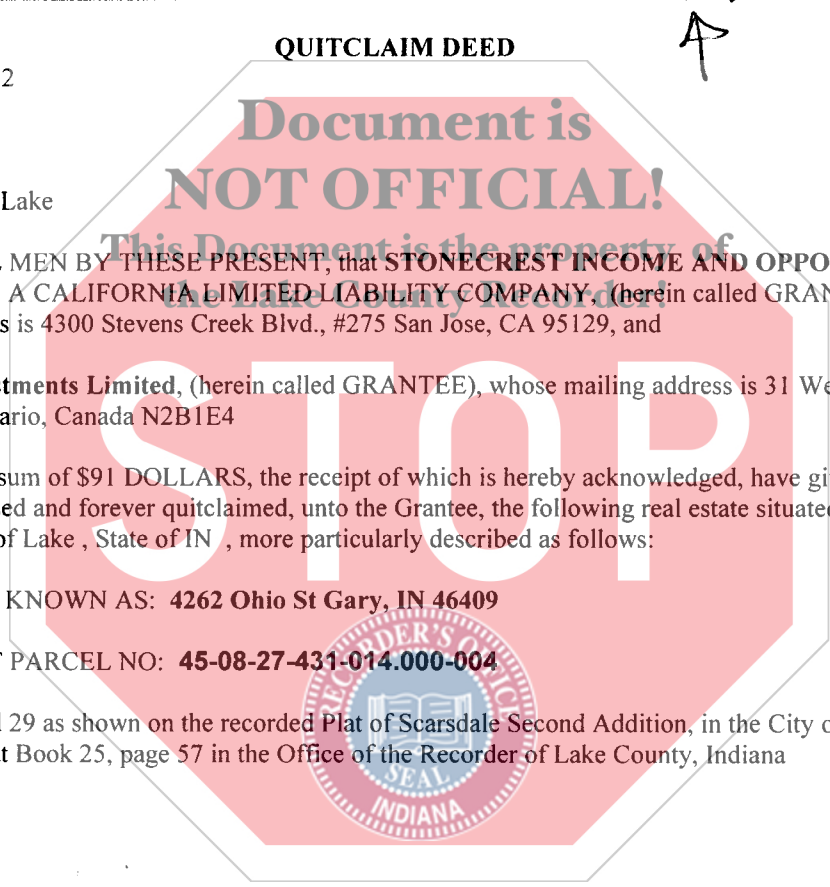 QUITCLAIM DEED
2
Document is
NOT OFFICIAL!
Lake
This Document is the property of
the Lake County Recorder!
MEN BY THESE PRESENT, that STONECREST INCOME AND OPPO
A CALIFORNIA LIMITED LIABILITY COMPANY, (herein called GRAN
s is 4300 Stevens Creek Blvd., #275 San Jose, CA 95129, and
STOP
tments Limited, (herein called GRANTEE), whose mailing address is 31 We
ario, Canada N2B1E4
sum of $91 DOLLARS, the receipt of which is hereby acknowledged, have gi
ed and forever quitclaimed, unto the Grantee, the following real estate situated
of Lake , State of IN , more particularly described as follows:
KNOWN AS: 4262 Ohio St Gary, IN 46409
PARCEL NO: 45-08-27-431-014.000-004
29 as shown on the recorded Plat of Scarsdale Second Addition, in the City o
t Book 25, page 57 in the Office of the Recorder of Lake County, Indiana
RECORDER'S OFFICE
SEAL
INDIANA